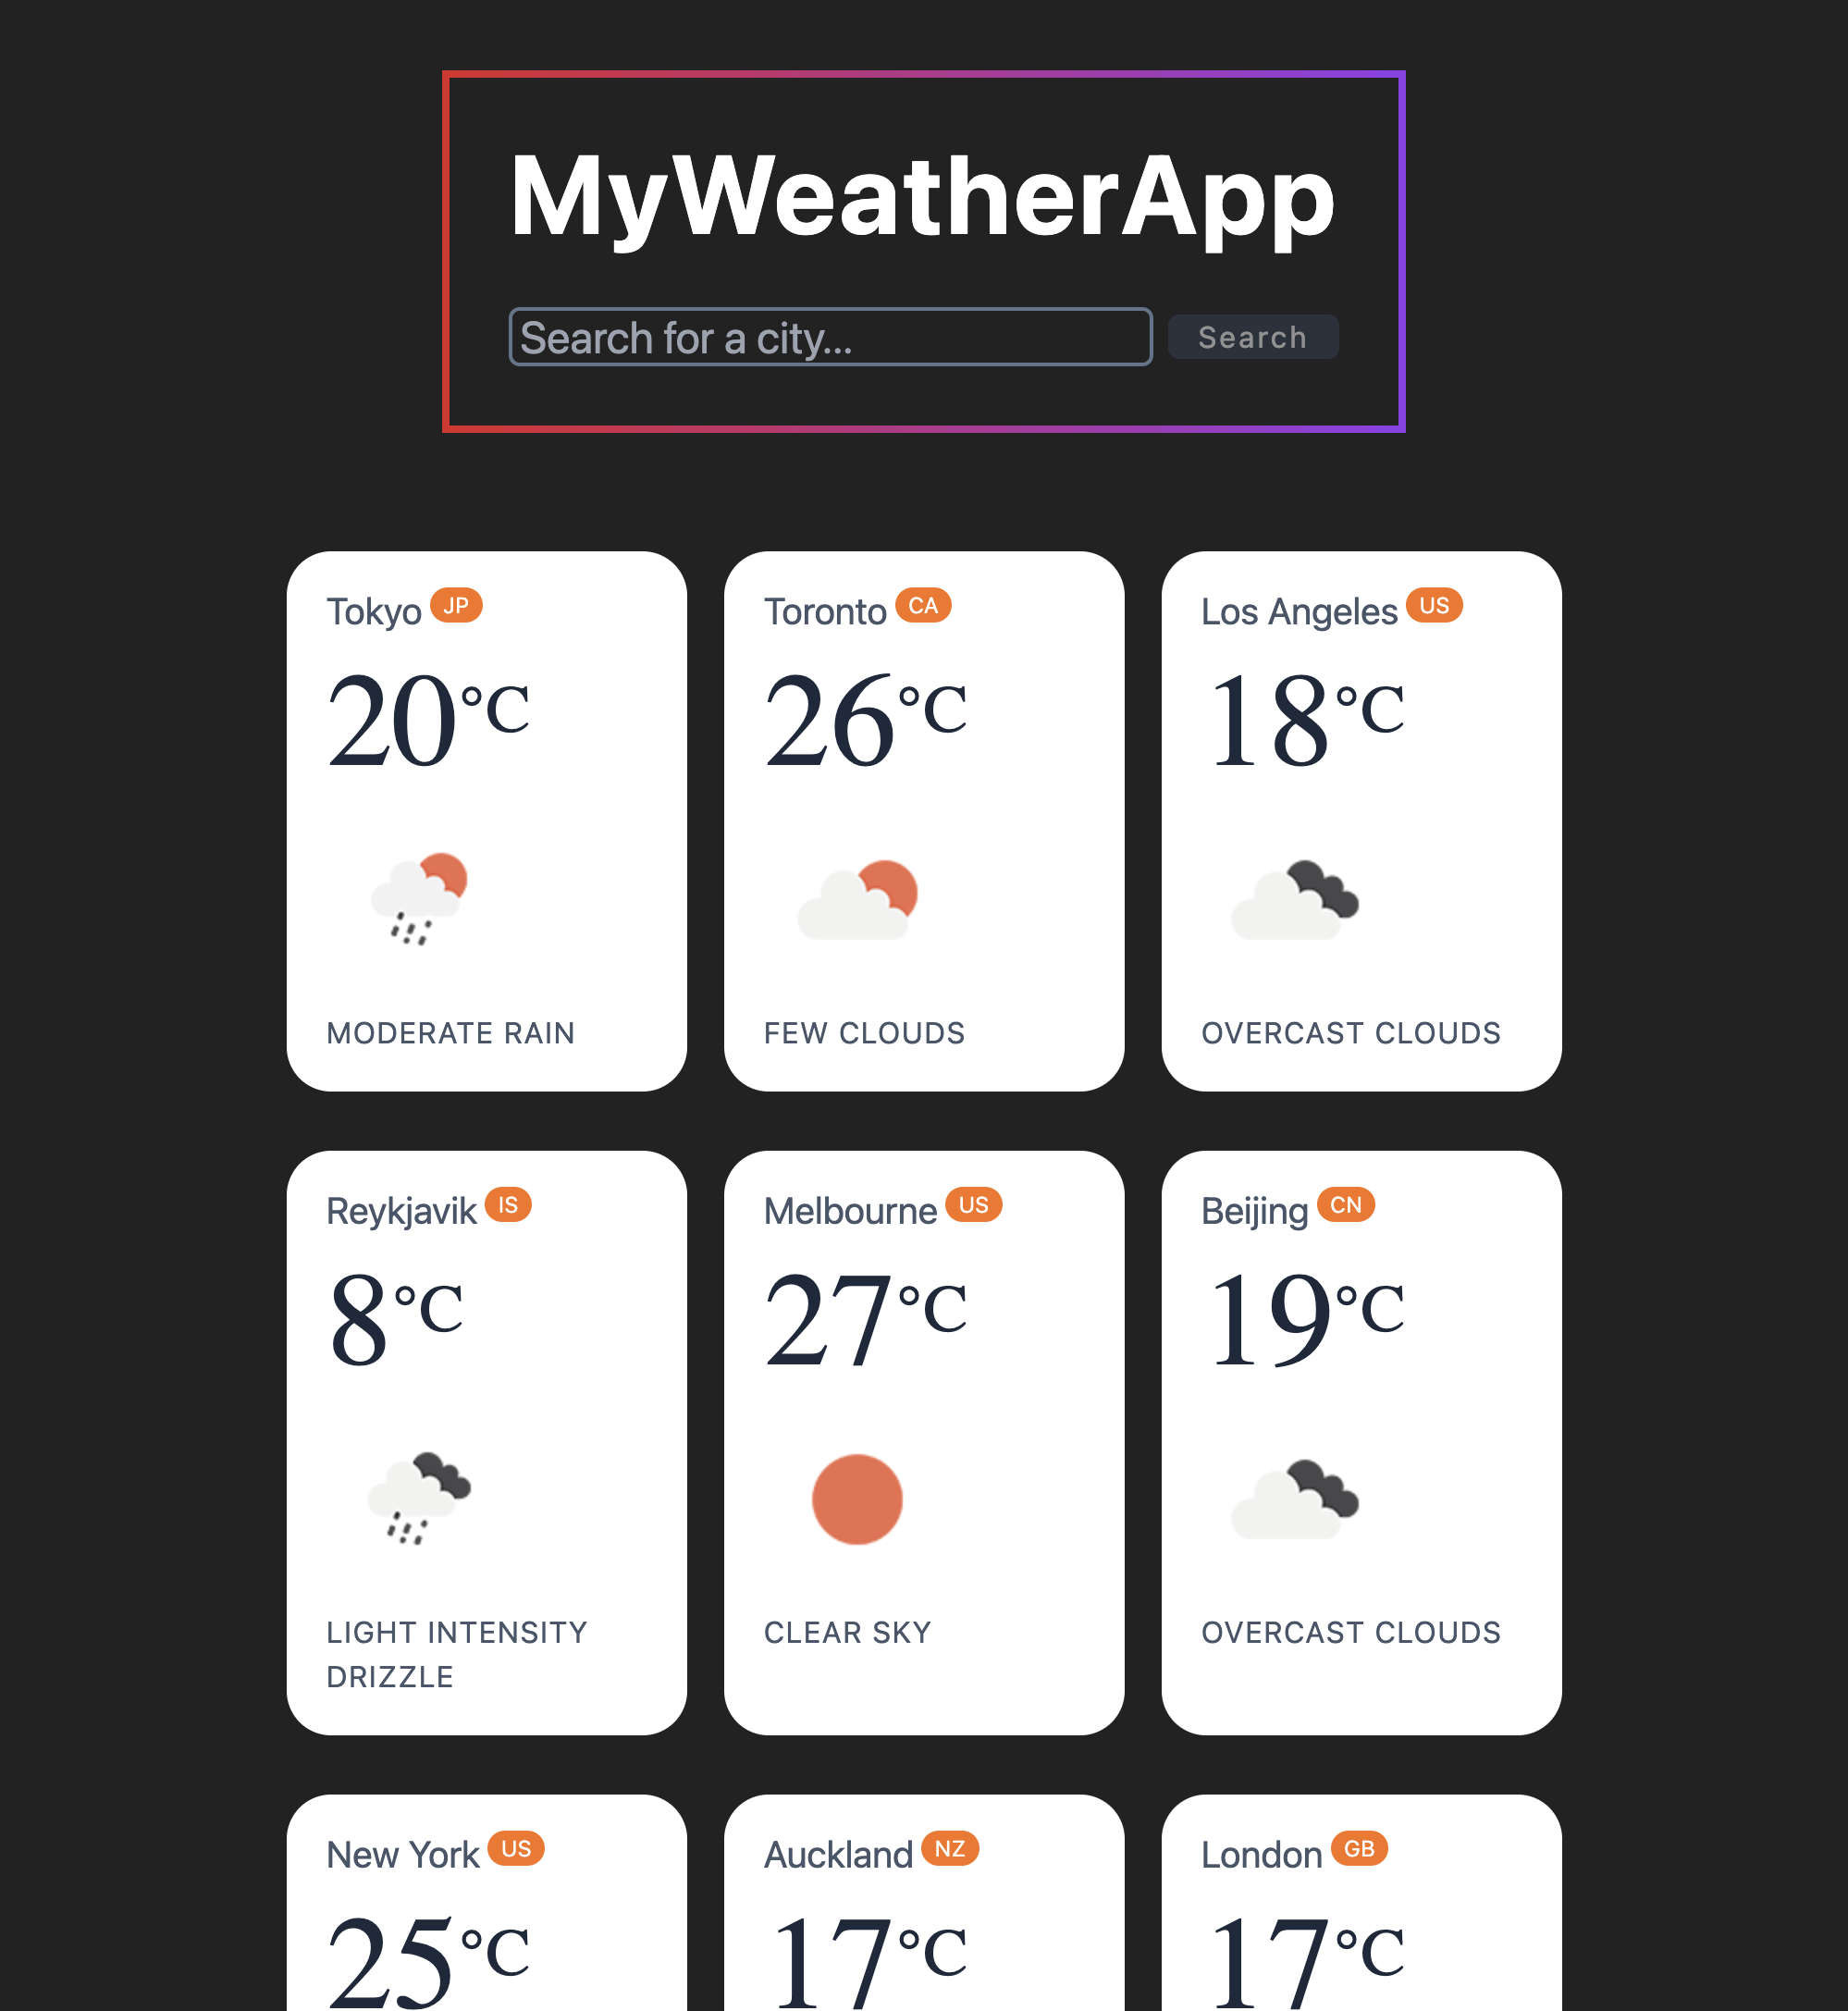 MyWeatherApp
Search for a city...
Search
Tokyo JP
20°C
MODERATE RAIN
Toronto CA
26°C
FEW CLOUDS
Los Angeles US
18°C
OVERCAST CLOUDS
Reykjavik IS
8°C
LIGHT INTENSITY
DRIZZLE
Melbourne US
27°C
CLEAR SKY
Beijing CN
19°C
OVERCAST CLOUDS
New York US
25°C
Auckland NZ
17°C
London GB
17°C